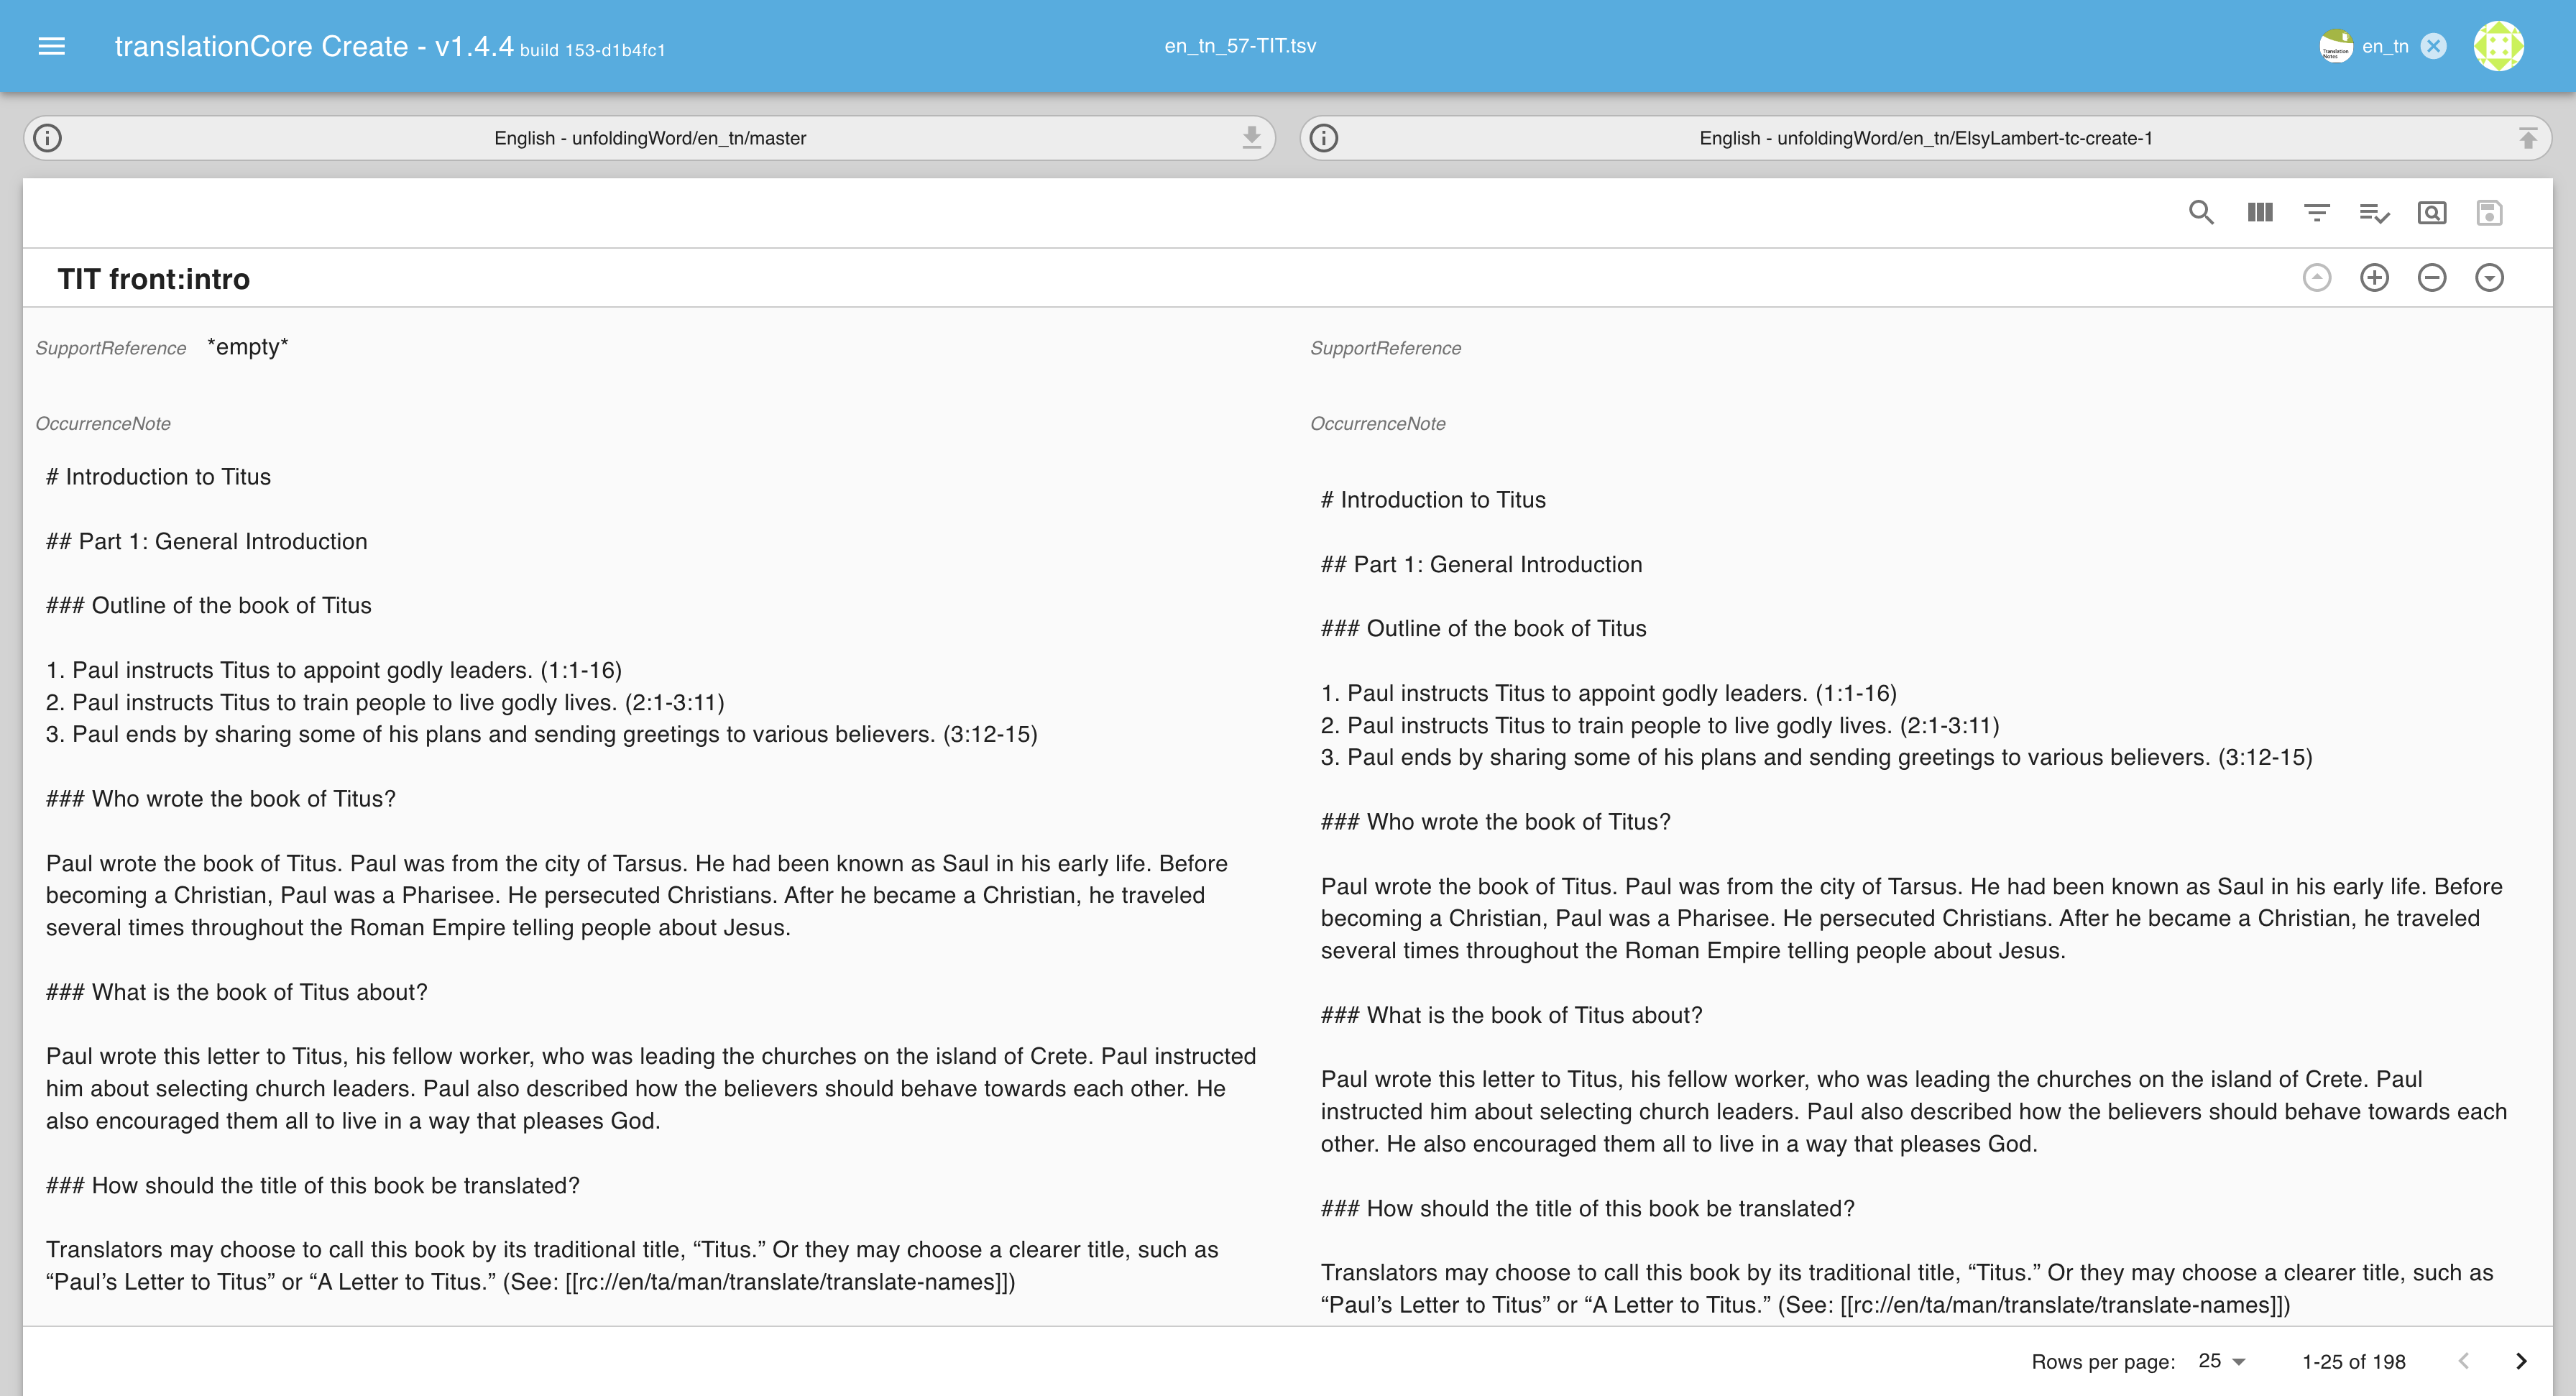 translationCore Create - v1.4.4 build 153-d1b4fc1
en_tn_57-TIT.tsv
Translation
Notes
en_tn
English - unfoldingWord/en_tn/master
English - unfoldingWord/en_tn/ElsyLambert-tc-create-1
TIT front:intro
SupportReference *empty*
OccurrenceNote
# Introduction to Titus
## Part 1: General Introduction
### Outline of the book of Titus
1. Paul instructs Titus to appoint godly leaders. (1:1-16)
2. Paul instructs Titus to train people to live godly lives. (2:1-3:11)
3. Paul ends by sharing some of his plans and sending greetings to various believers. (3:12-15)
### Who wrote the book of Titus?
Paul wrote the book of Titus. Paul was from the city of Tarsus. He had been known as Saul in his early life. Before
becoming a Christian, Paul was a Pharisee. He persecuted Christians. After he became a Christian, he traveled
several times throughout the Roman Empire telling people about Jesus.
### What is the book of Titus about?
Paul wrote this letter to Titus, his fellow worker, who was leading the churches on the island of Crete. Paul instructed
him about selecting church leaders. Paul also described how the believers should behave towards each other. He
also encouraged them all to live in a way that pleases God.
### How should the title of this book be translated?
Translators may choose to call this book by its traditional title, “Titus.” Or they may choose a clearer title, such as
“Paul’s Letter to Titus” or “A Letter to Titus.” (See: [[rc://en/ta/man/translate/translate-names]])
SupportReference
OccurrenceNote
# Introduction to Titus
## Part 1: General Introduction
### Outline of the book of Titus
1. Paul instructs Titus to appoint godly leaders. (1:1-16)
2. Paul instructs Titus to train people to live godly lives. (2:1-3:11)
3. Paul ends by sharing some of his plans and sending greetings to various believers. (3:12-15)
### Who wrote the book of Titus?
Paul wrote the book of Titus. Paul was from the city of Tarsus. He had been known as Saul in his early life. Before
becoming a Christian, Paul was a Pharisee. He persecuted Christians. After he became a Christian, he traveled
several times throughout the Roman Empire telling people about Jesus.
### What is the book of Titus about?
Paul wrote this letter to Titus, his fellow worker, who was leading the churches on the island of Crete. Paul
instructed him about selecting church leaders. Paul also described how the believers should behave towards each
other. He also encouraged them all to live in a way that pleases God.
### How should the title of this book be translated?
Translators may choose to call this book by its traditional title, “Titus.” Or they may choose a clearer title, such as
“Paul’s Letter to Titus” or “A Letter to Titus.” (See: [[rc://en/ta/man/translate/translate-names]])
Rows per page: 25 1-25 of 198